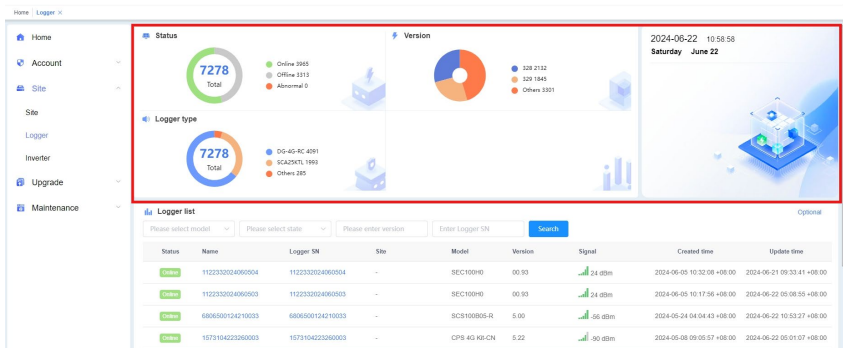 Home Logger ×
Home
Account
Site
Site
Logger
Inverter
Upgrade
Maintenance
Status
7278
Total
Online 3965
Offline 3313
Abnormal 0
Version
328 2132
329 1845
Others 3301
2024-06-22 10:58:58
Saturday June 22
Logger type
7278
Total
DG-4G-RC 4091
SCA25KTL 1993
Others 285
Logger list
Optional
Please select model Please select state Please enter version Enter Logger SN Search
Status Name Logger SN Site Model Version Signal Created time Update time
Online 1122332024060504 1122332024060504 - SEC100H0 00.93 24 dBm 2024-06-05 10:32:08 +08:00 2024-06-21 09:33:41 +08:00
Online 1122332024060503 1122332024060503 - SEC100H0 00.93 24 dBm 2024-06-05 10:17:56 +08:00 2024-06-22 05:08:55 +08:00
Online 6806500124210033 6806500124210033 - SCS100B05-R 5.00 -56 dBm 2024-05-24 04:04:43 +08:00 2024-06-22 10:53:27 +08:00
Online 1573104223260003 1573104223260003 - CPS 4G Kit-CN 5.22 -90 dBm 2024-05-08 09:05:57 +08:00 2024-06-22 05:01:07 +08:00